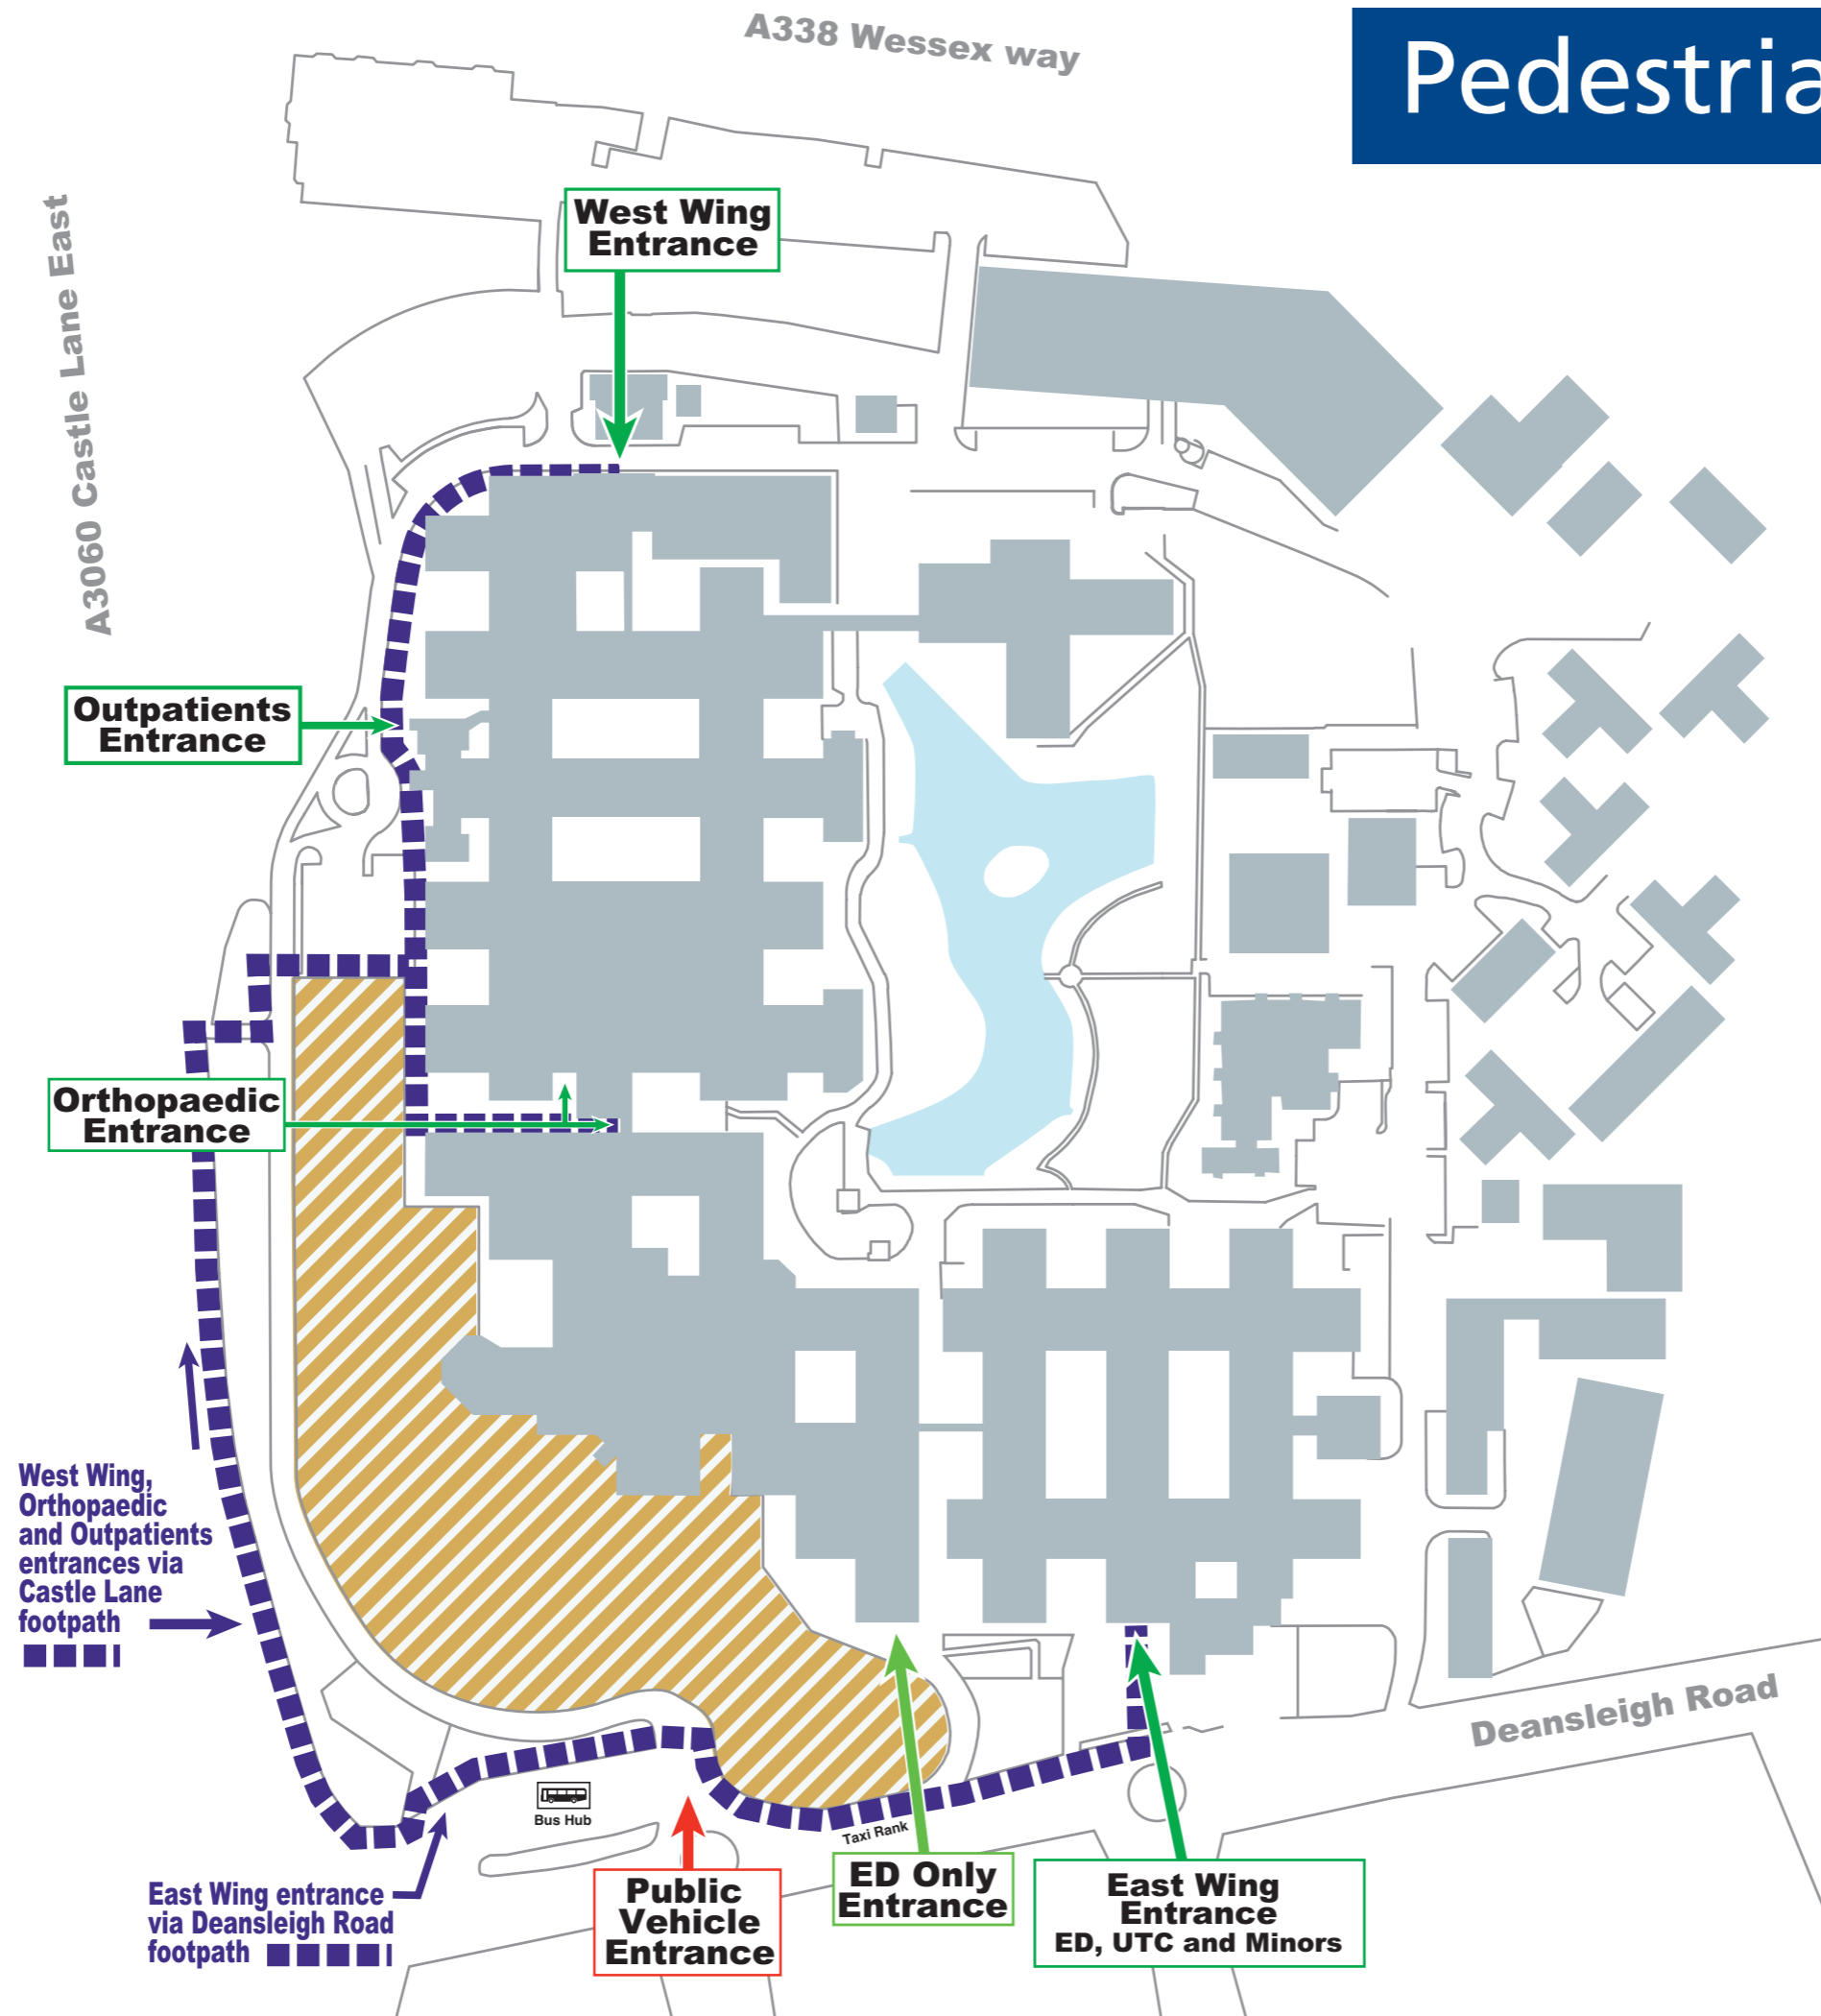 A338 Wessex way
Pedestria
A3060 Castle Lane East
West Wing
Entrance
Outpatients
Entrance
Orthopaedic
Entrance
West Wing,
Orthopaedic
and Outpatients
entrances via
Castle Lane
footpath
Deansleigh Road
Bus Hub
Taxi Rank
East Wing entrance
via Deansleigh Road
footpath
Public
Vehicle
Entrance
ED Only
Entrance
East Wing
Entrance
ED, UTC and Minors